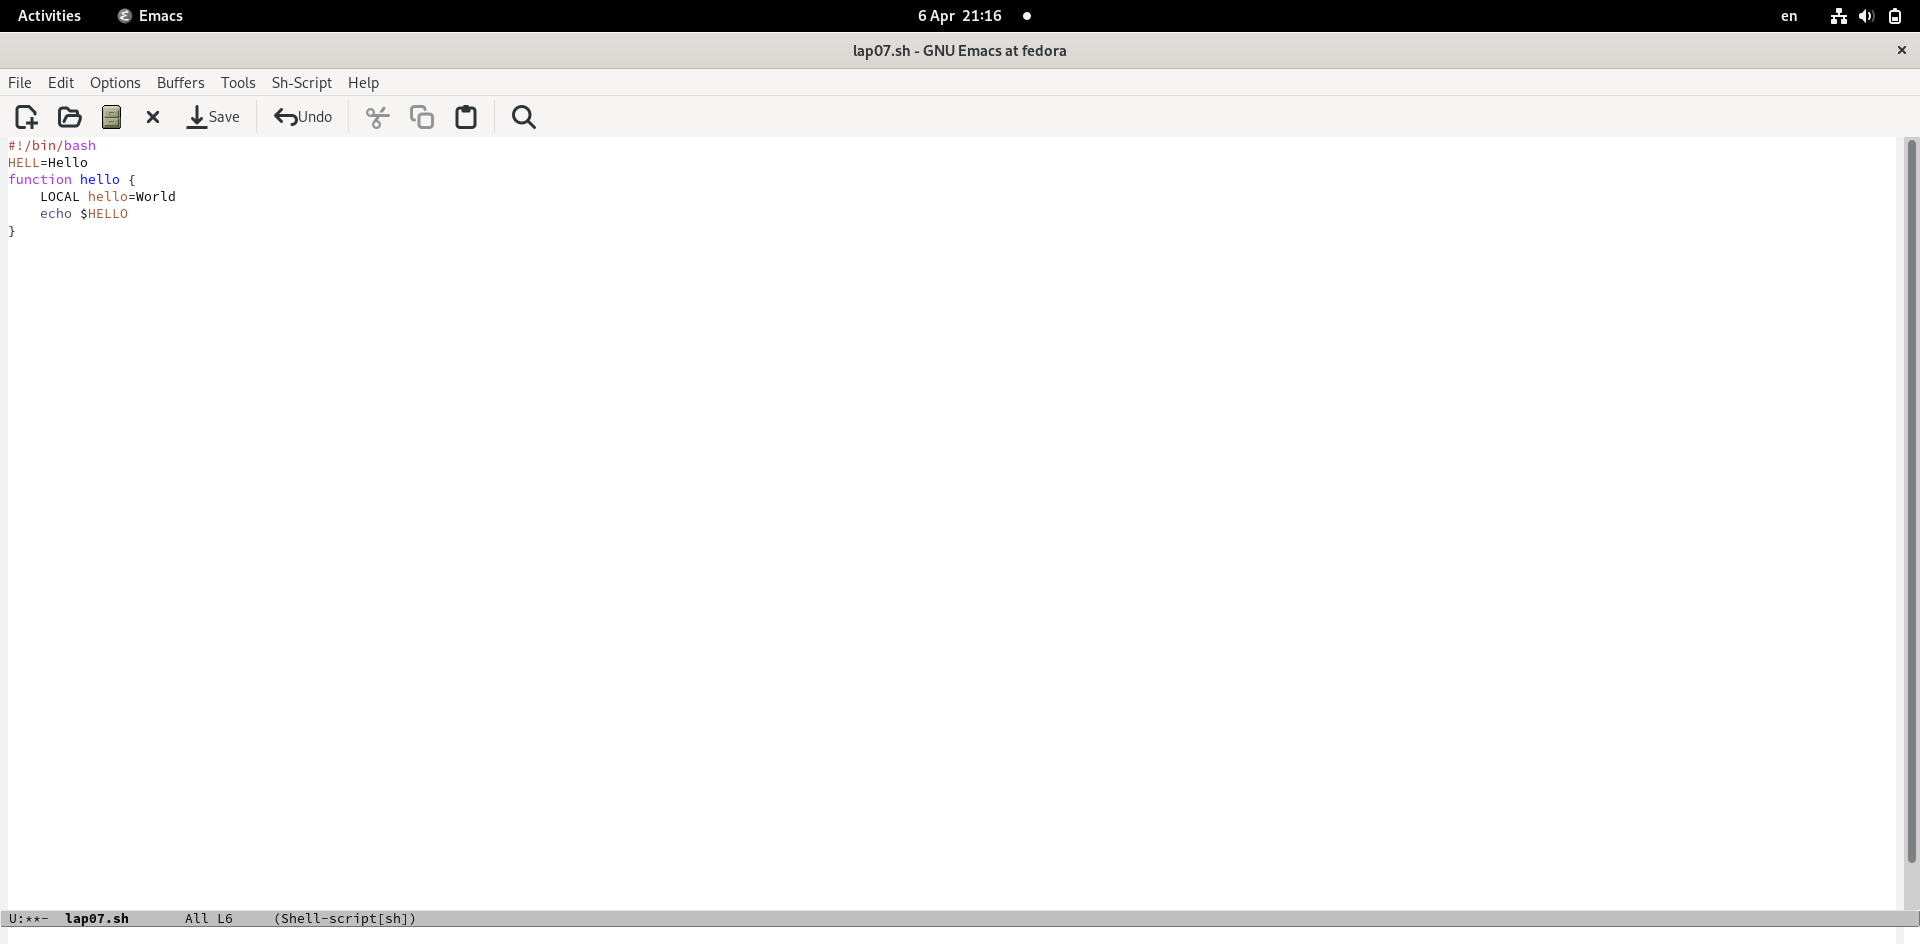 Activities Emacs 6 Apr 21:16 en
lap07.sh - GNU Emacs at fedora
File Edit Options Buffers Tools Sh-Script Help
Save Undo
#!/bin/bash
HELL=Hello
function hello {
    LOCAL hello=World
    echo $HELLO
}
U:**- lap07.sh All L6 (Shell-script[sh])